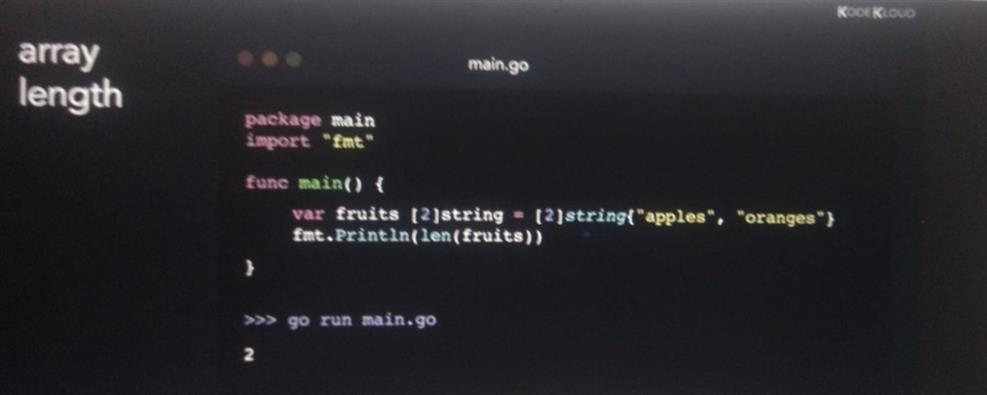 KODEKLOUD
array
length
main.go
package main
import "fmt"
func main() {
var fruits [2]string = [2]string{"apples", "oranges"}
fmt.Println(len(fruits))
}
>>> go run main.go
2